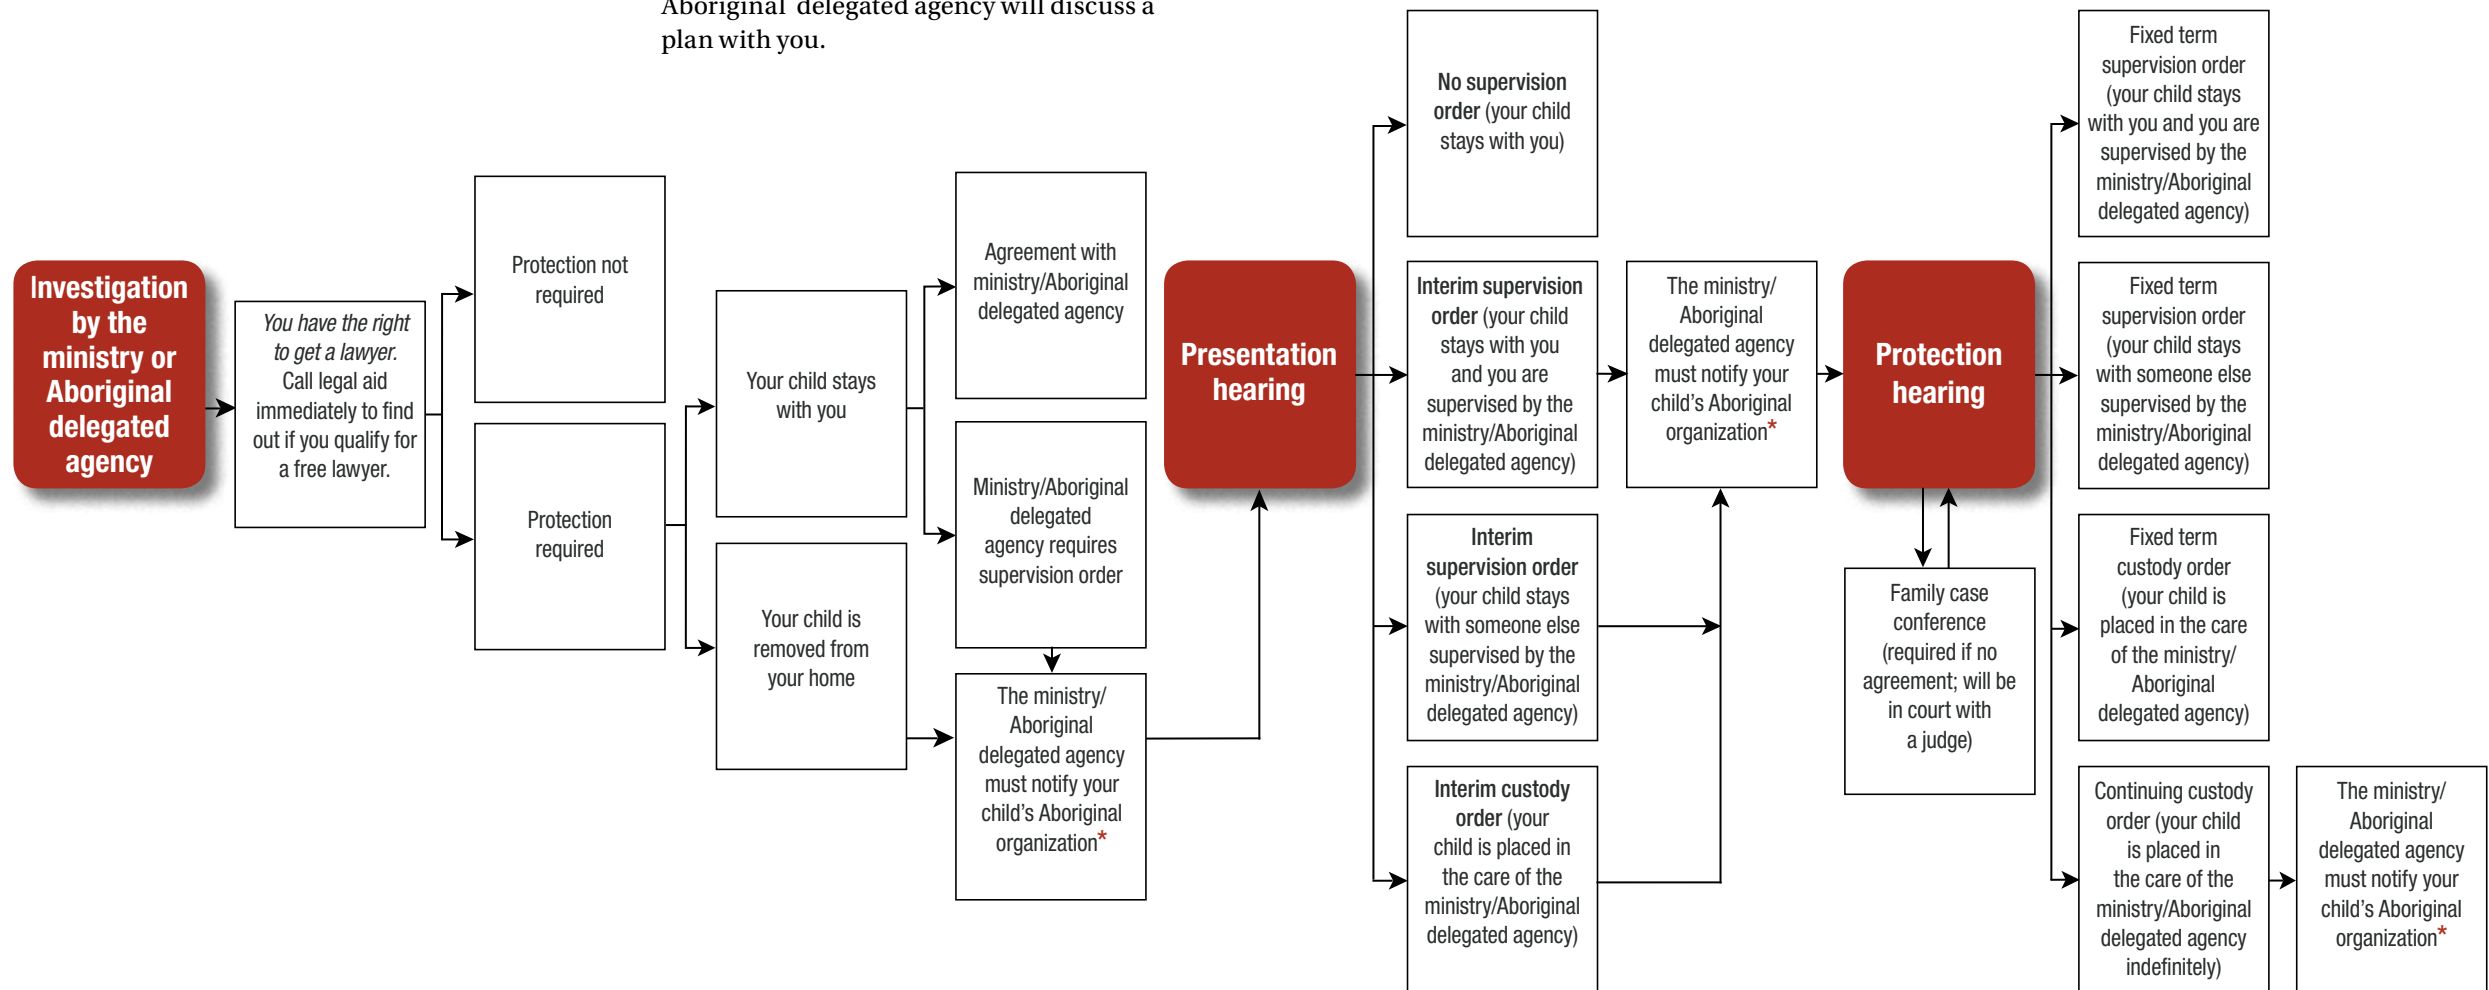 Aboriginal delegated agency will discuss a
plan with you.
Investigation
by the
ministry or
Aboriginal
delegated
agency
You have the right
to get a lawyer.
Call legal aid
immediately to find
out if you qualify for
a free lawyer.
Protection not
required
Protection
required
Your child stays
with you
Your child is
removed from
your home
Agreement with
ministry/Aboriginal
delegated agency
Ministry/Aboriginal
delegated
agency requires
supervision order
The ministry/
Aboriginal
delegated agency
must notify your
child’s Aboriginal
organization*
Presentation
hearing
No supervision
order (your child
stays with you)
Interim supervision
order (your child
stays with you
and you are
supervised by the
ministry/Aboriginal
delegated agency)
Interim
supervision order
(your child stays
with someone else
supervised by the
ministry/Aboriginal
delegated agency)
Interim custody
order (your
child is placed in
the care of the
ministry/Aboriginal
delegated agency)
The ministry/
Aboriginal
delegated agency
must notify your
child’s Aboriginal
organization*
Protection
hearing
Family case
conference
(required if no
agreement; will be
in court with
a judge)
Fixed term
supervision order
(your child stays
with you and you are
supervised by the
ministry/Aboriginal
delegated agency)
Fixed term
supervision order
(your child stays
with someone else
supervised by the
ministry/Aboriginal
delegated agency)
Fixed term
custody order
(your child is
placed in the care
of the ministry/
Aboriginal
delegated agency)
Continuing custody
order (your child
is placed in
the care of the
ministry/Aboriginal
delegated agency
indefinitely)
The ministry/
Aboriginal
delegated agency
must notify your
child’s Aboriginal
organization*